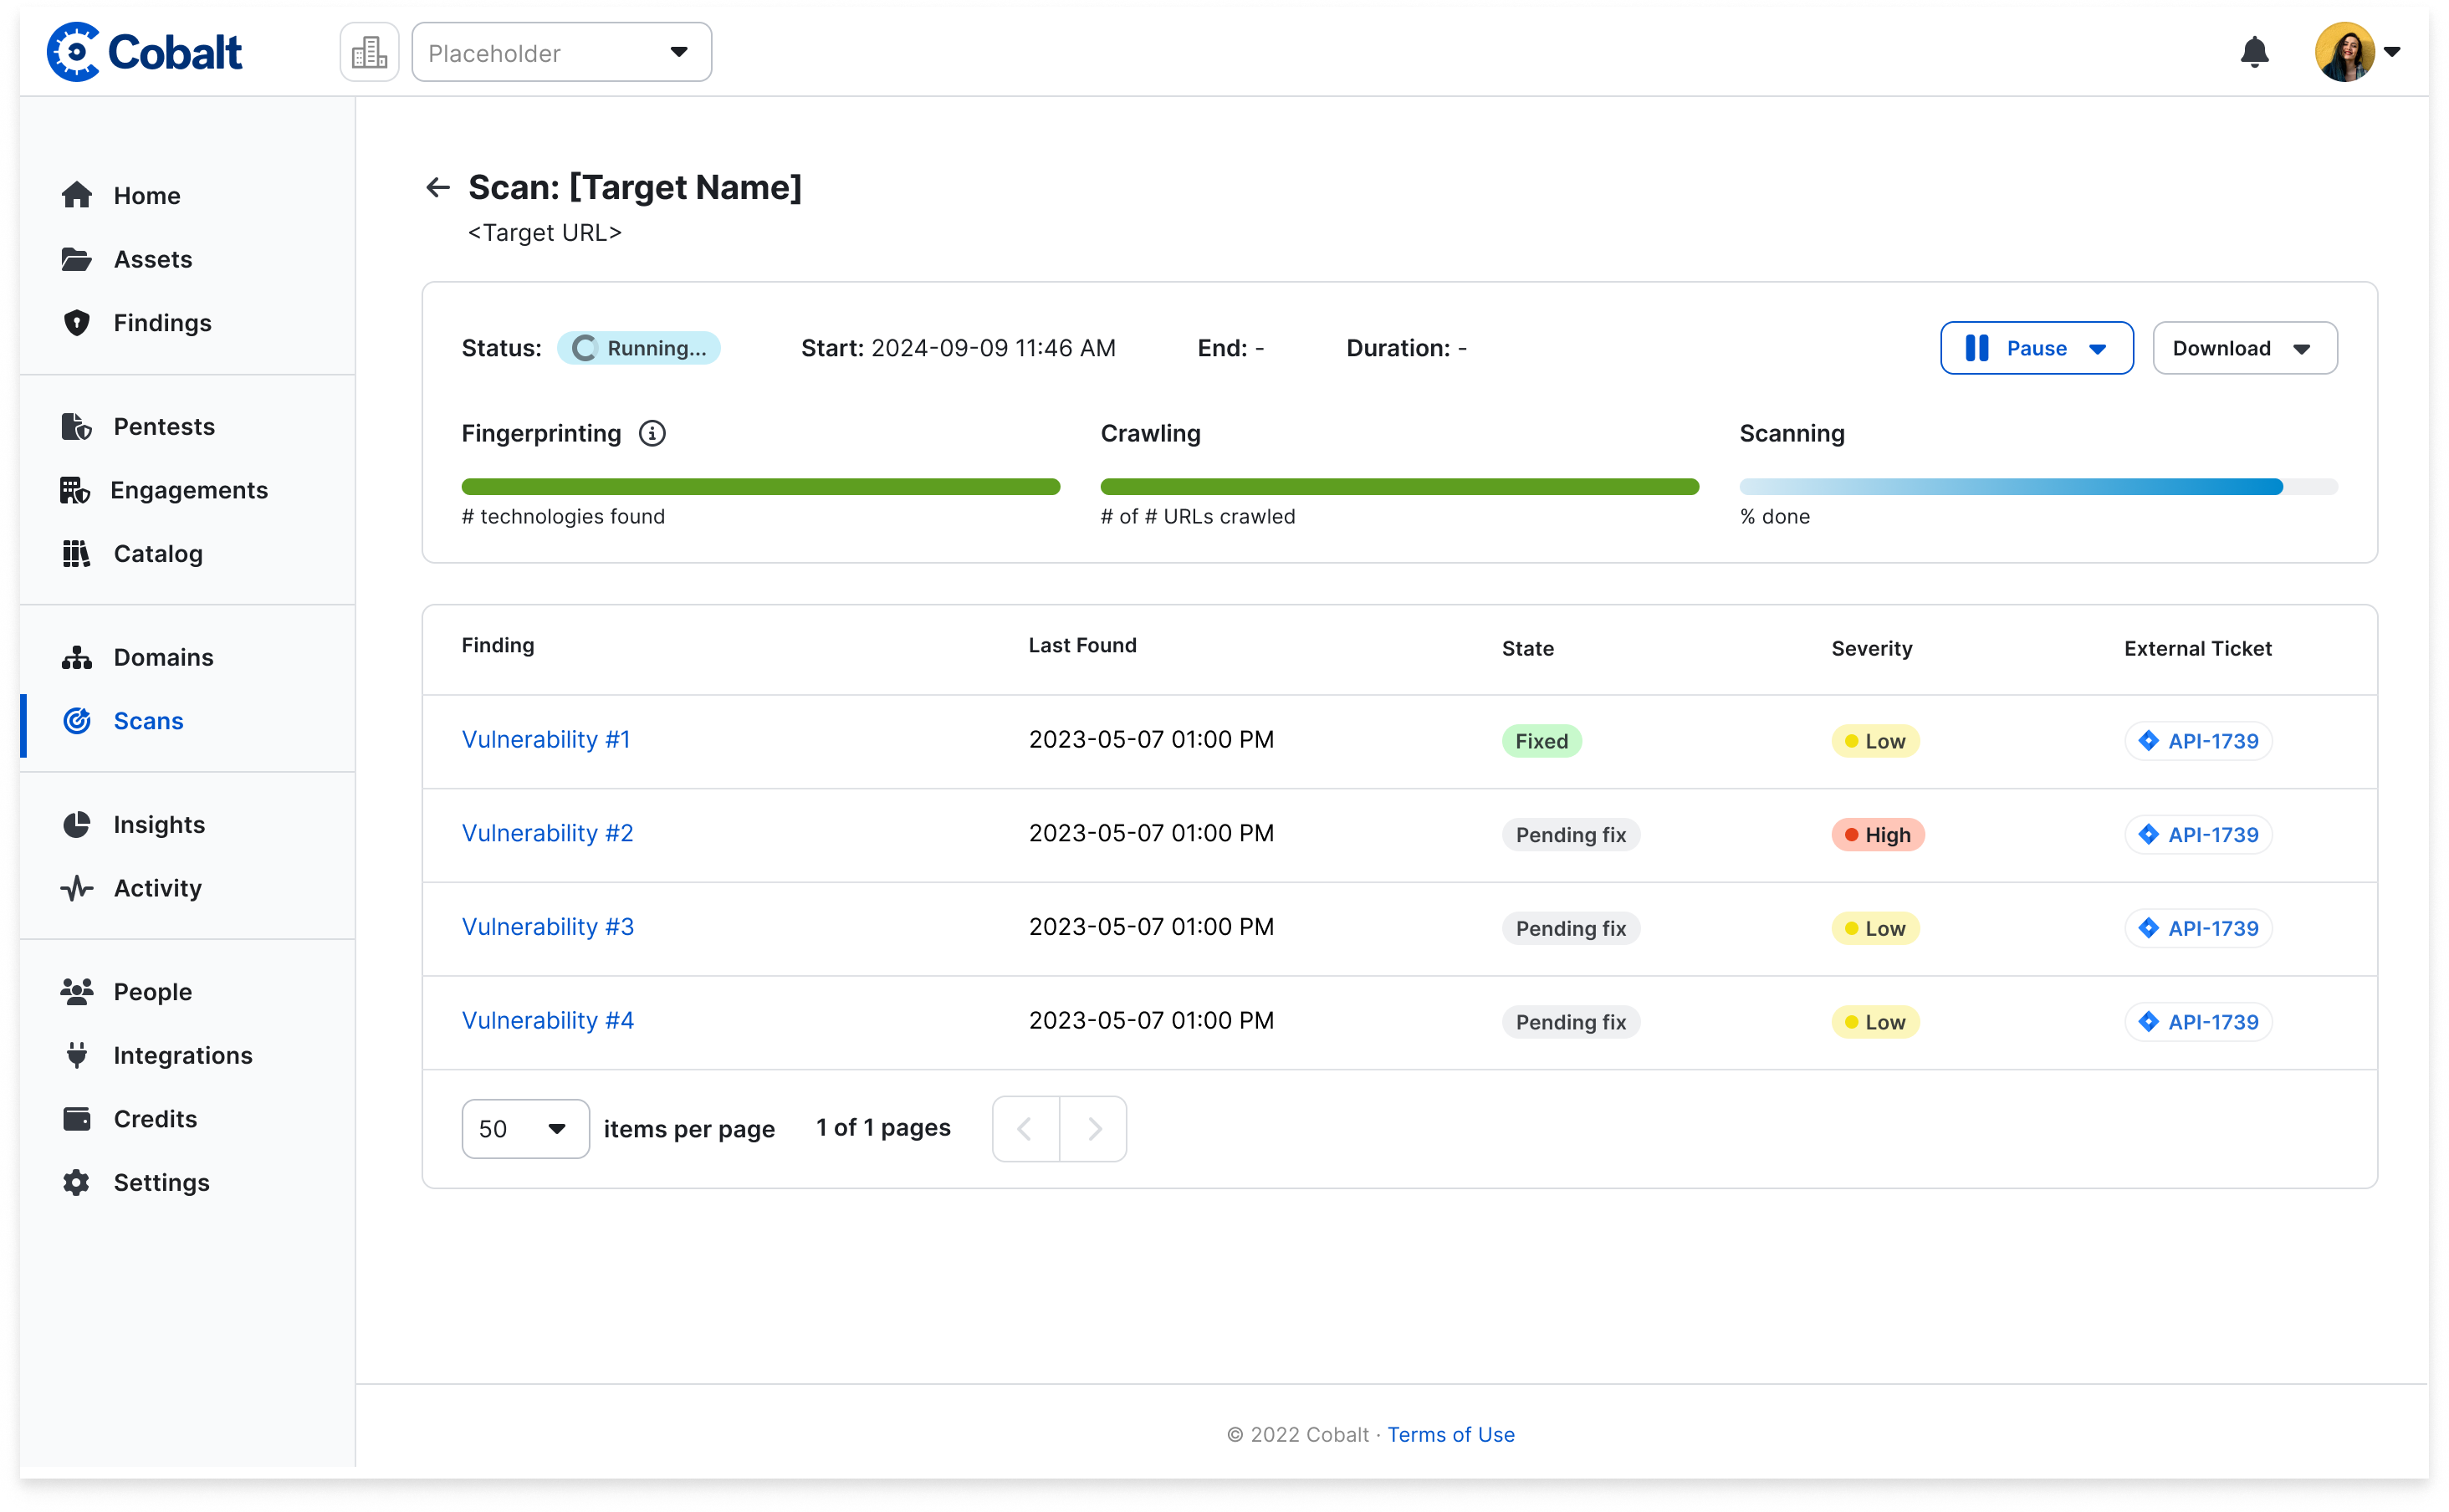 Cobalt
Placeholder
Home
Assets
Findings
Pentests
Engagements
Catalog
Domains
Scans
Insights
Activity
People
Integrations
Credits
Settings
Scan: [Target Name]
<Target URL>
Status: Running... Start: 2024-09-09 11:46 AM End: - Duration: - Pause Download
Fingerprinting Crawling Scanning
# technologies found # of # URLs crawled % done
Finding Last Found State Severity External Ticket
Vulnerability #1 2023-05-07 01:00 PM Fixed Low API-1739
Vulnerability #2 2023-05-07 01:00 PM Pending fix High API-1739
Vulnerability #3 2023-05-07 01:00 PM Pending fix Low API-1739
Vulnerability #4 2023-05-07 01:00 PM Pending fix Low API-1739
50 items per page 1 of 1 pages
© 2022 Cobalt · Terms of Use